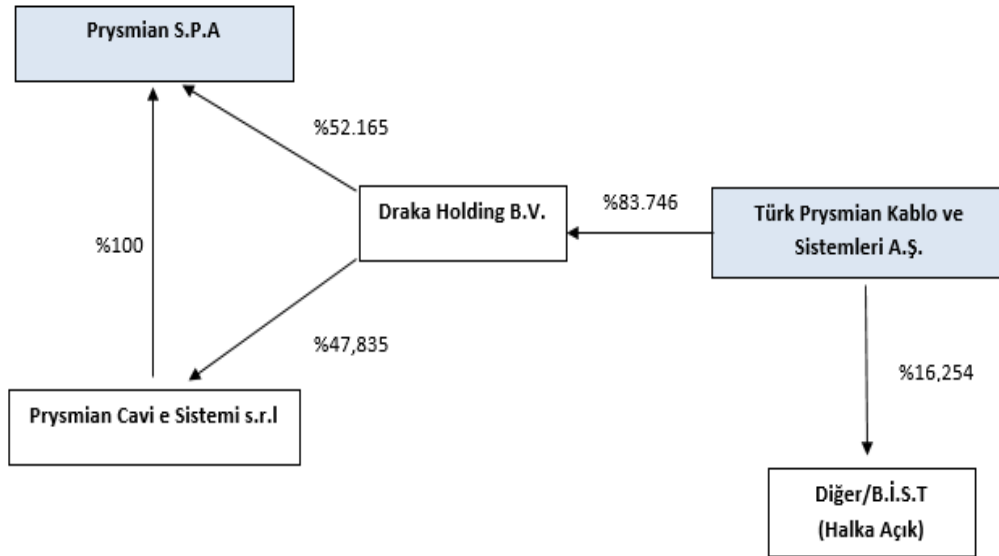 Prysmian S.P.A
%52.165
Draka Holding B.V.
%83.746
Türk Prysmian Kablo ve
Sistemleri A.Ş.
%100
%47,835
%16,254
Prysmian Cavi e Sistemi s.r.l
Diğer/B.İ.S.T
(Halka Açık)